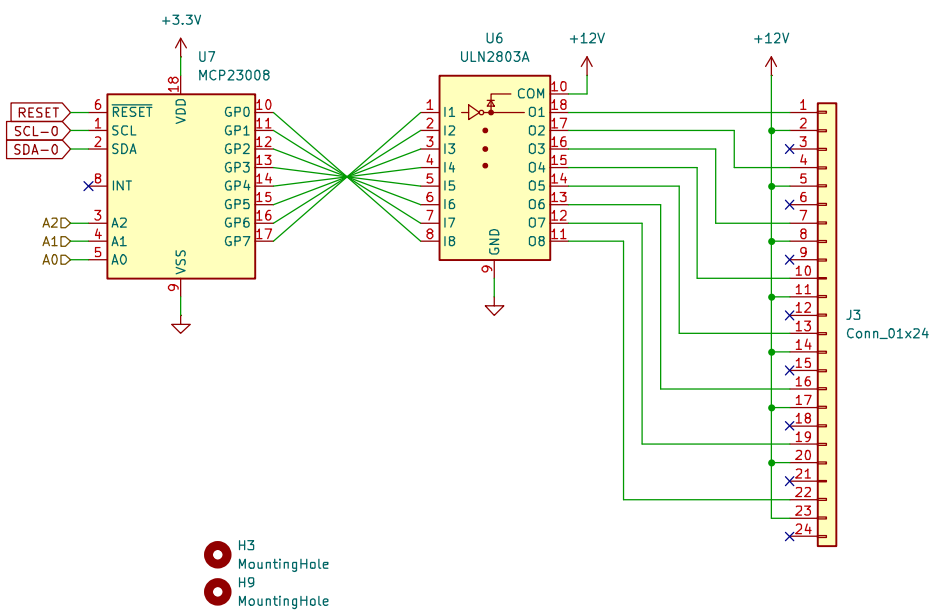 +3.3V
U7
MCP23008
18
VDD
RESET
6
RESET
SCL-0
1
SCL
SDA-0
2
SDA
8
INT
A2
3
A2
A1
4
A1
A0
5
A0
VSS
9
GP0
10
GP1
11
GP2
12
GP3
13
GP4
14
GP5
15
GP6
16
GP7
17
U6
ULN2803A
+12V
COM
10
1
I1
O1
18
2
I2
O2
17
3
I3
O3
16
4
I4
O4
15
5
I5
O5
14
6
I6
O6
13
7
I7
O7
12
8
I8
O8
11
GND
9
+12V
1
2
3
4
5
6
7
8
9
10
11
12
13
14
15
16
17
18
19
20
21
22
23
24
J3
Conn_01x24
H3
MountingHole
H9
MountingHole